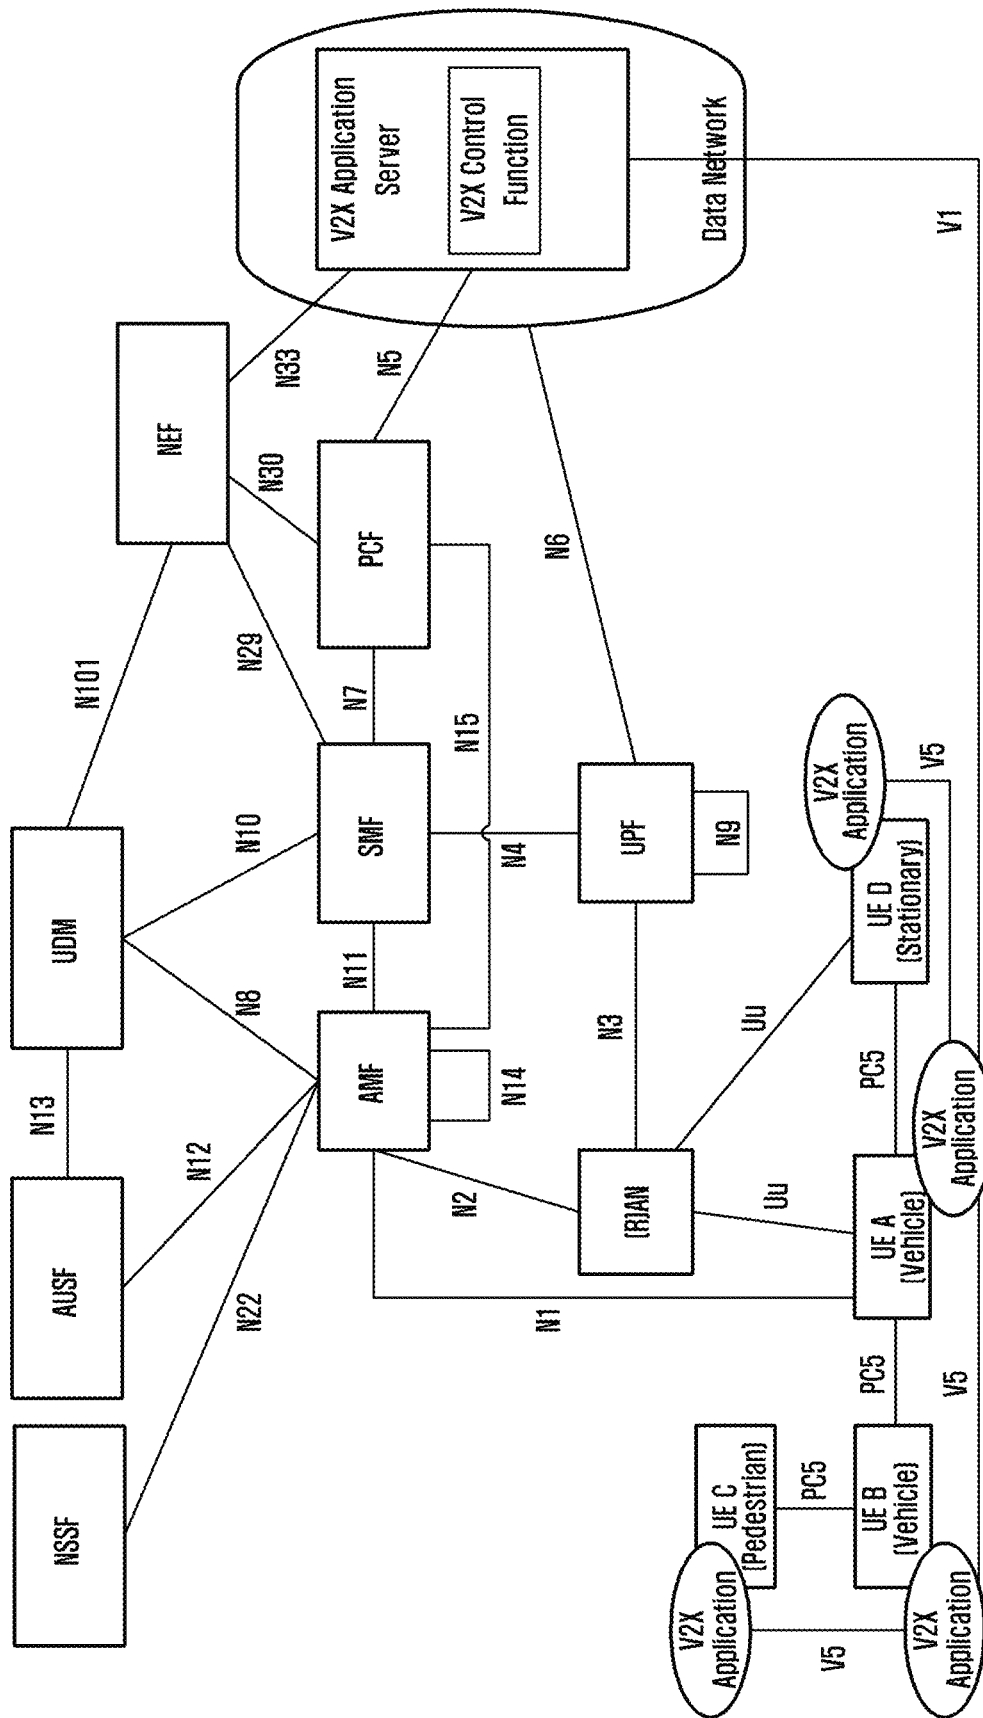 NSSF
AUSF
N13
UDM
N101
NEF
N22
N12
N8
N10
N29
N30
N33
V2X Application
Server
V2X Control
Function
Data Network
AMF
N11
SMF
N7
PCF
N5
N14
N15
N1
N2
N4
N6
[R]AN
N3
UPF
N9
Uu
Uu
V2X
Application
UE C
[Pedestrian]
PC5
V5
V2X
Application
UE B
[Vehicle]
PC5
UE A
[Vehicle]
V2X
Application
PC5
UE D
[Stationary]
V2X
Application
V5
V5
V1